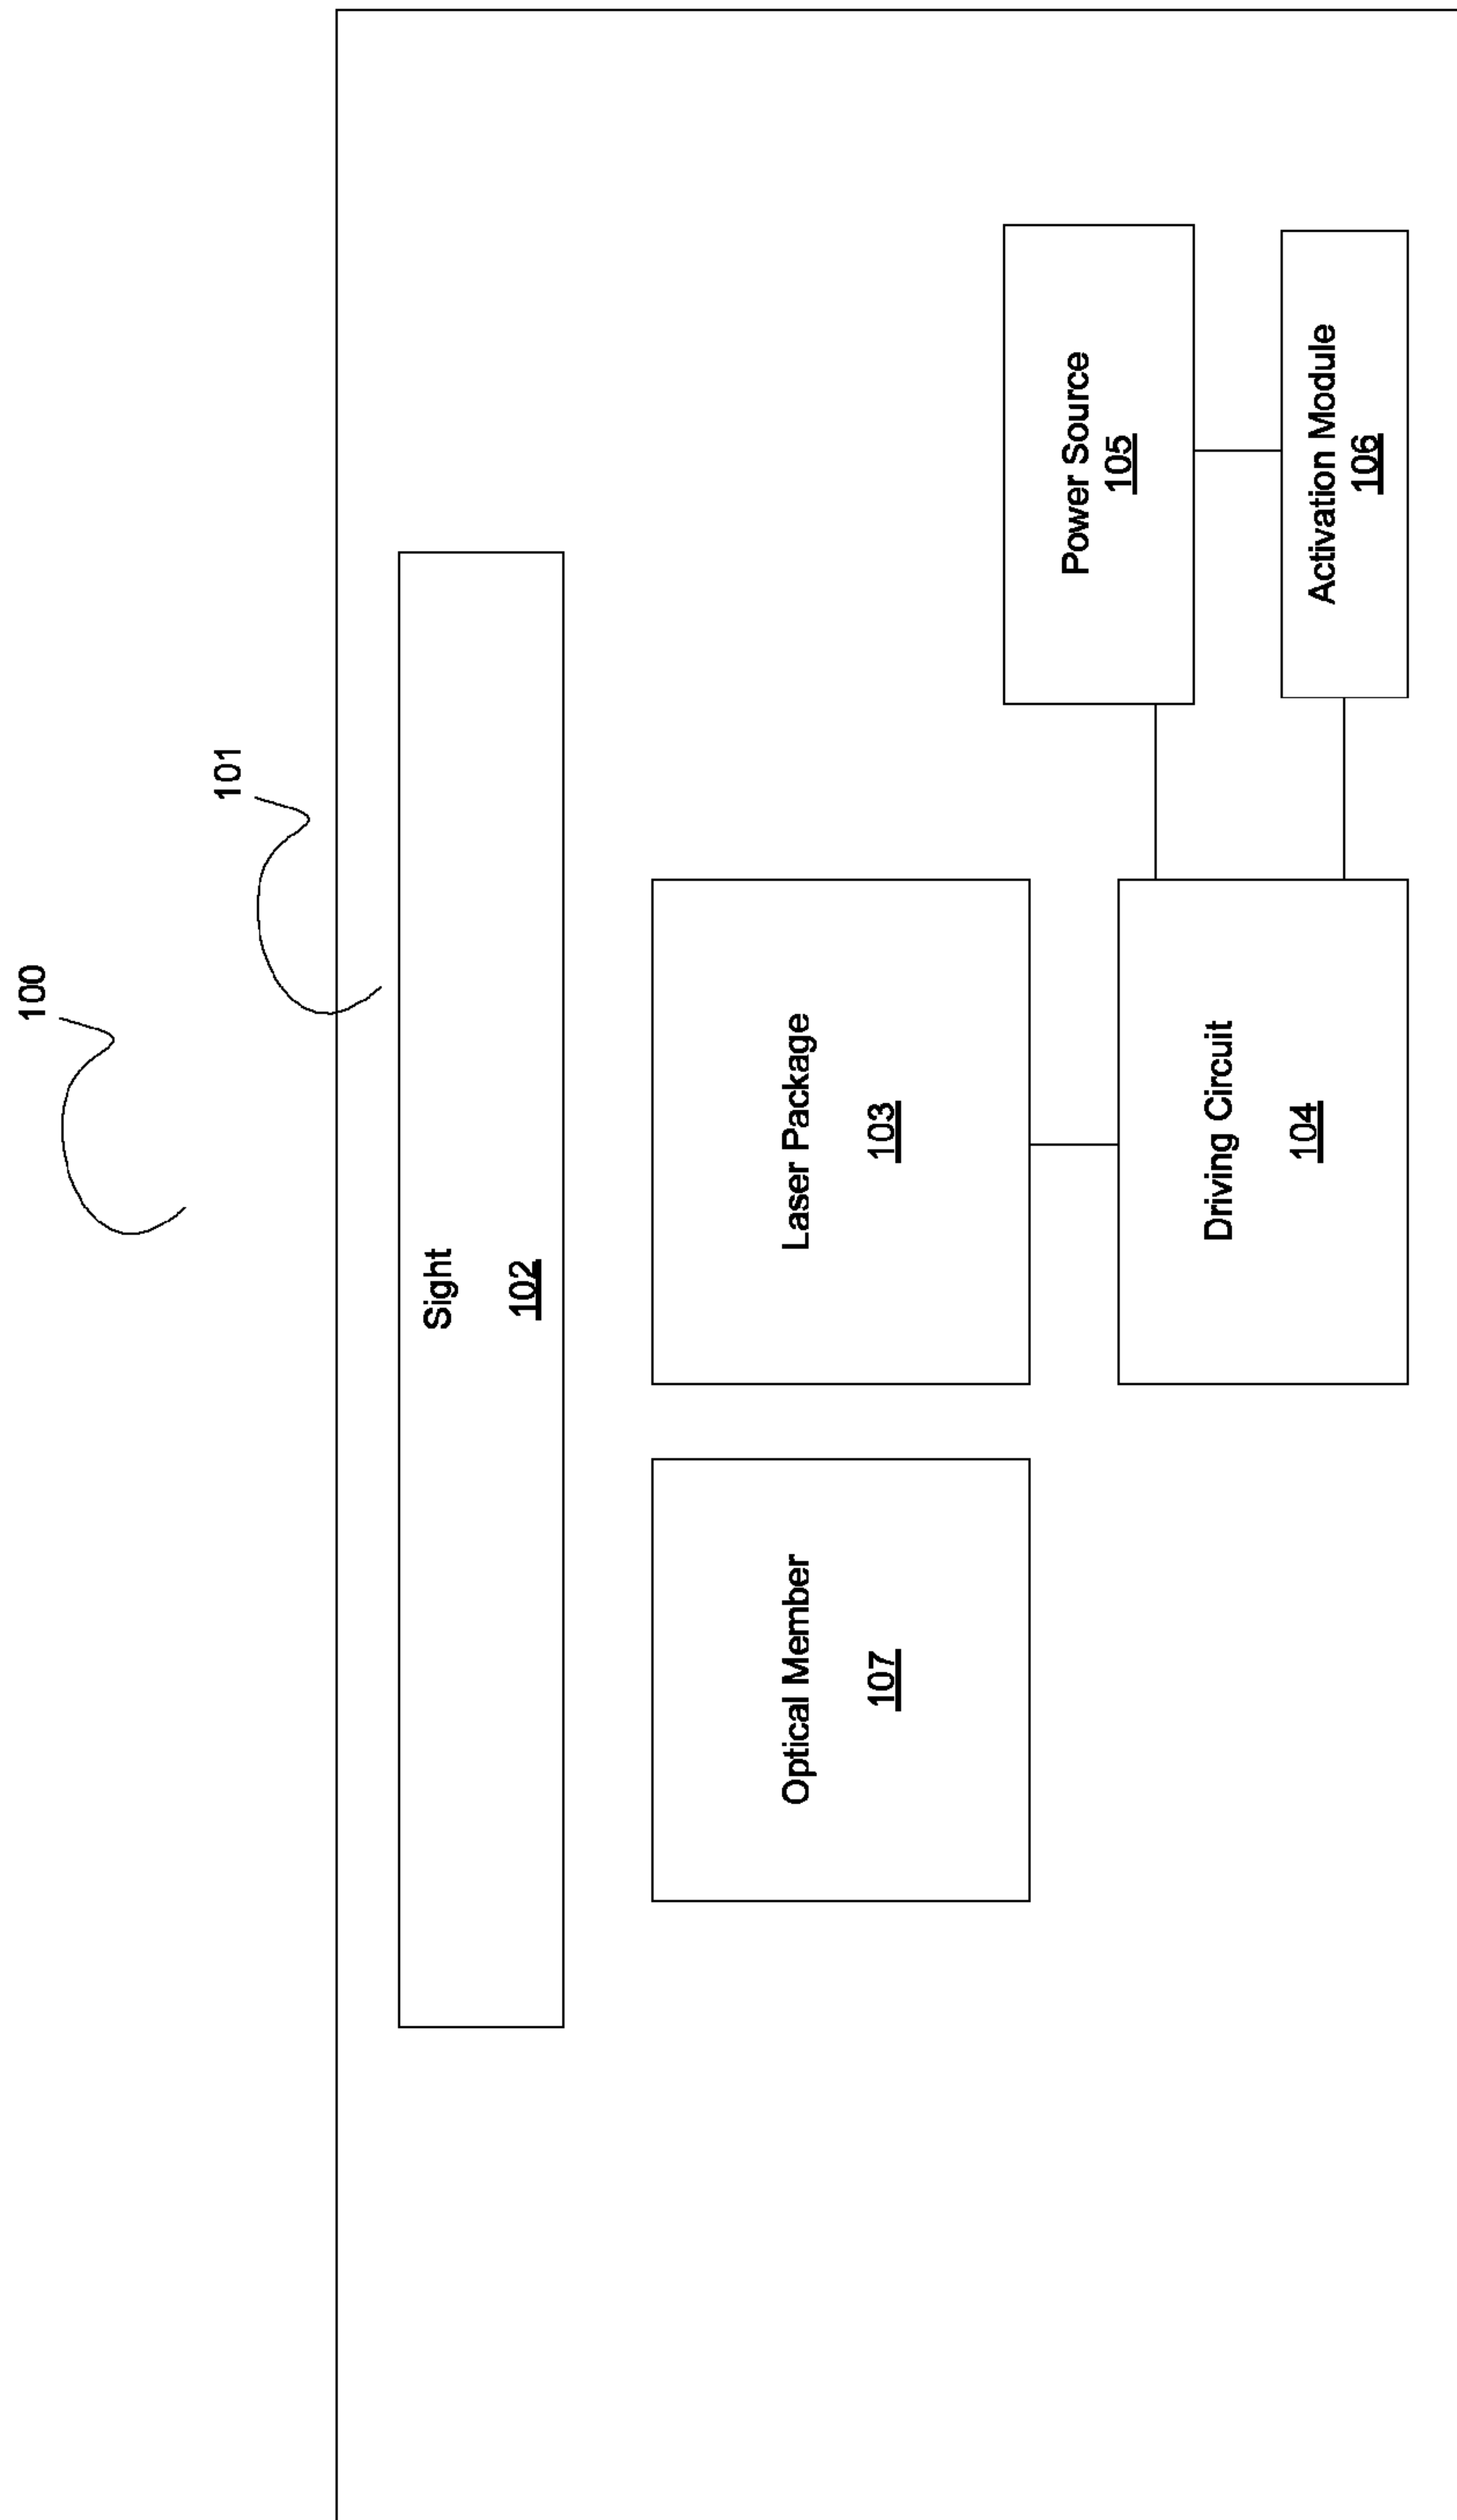 100
101
Sight
102
Optical Member
107
Laser Package
103
Power Source
105
Driving Circuit
104
Activation Module
106